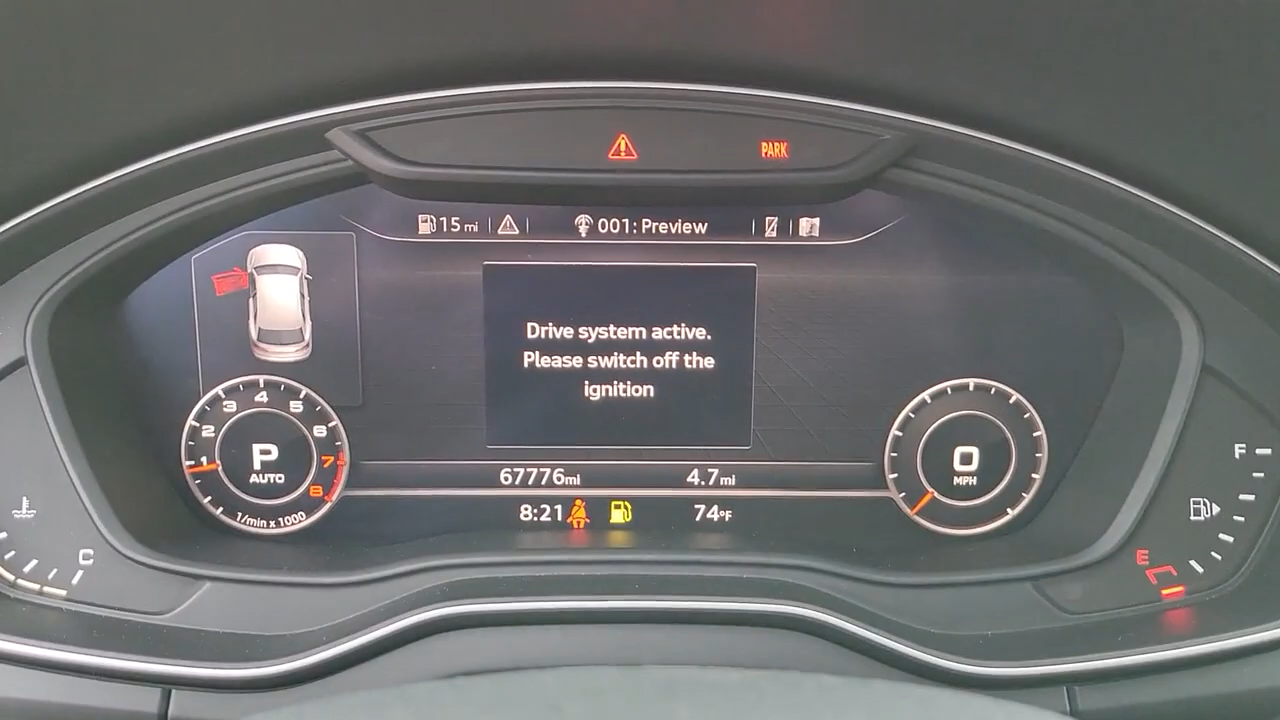 PARK
15 mi
001: Preview
Drive system active.
Please switch off the
ignition
1 2 3 4 5 6 7 8
P
AUTO
1/min x 1000
0
MPH
67776mi
4.7mi
8:21
74°F
C
F
E